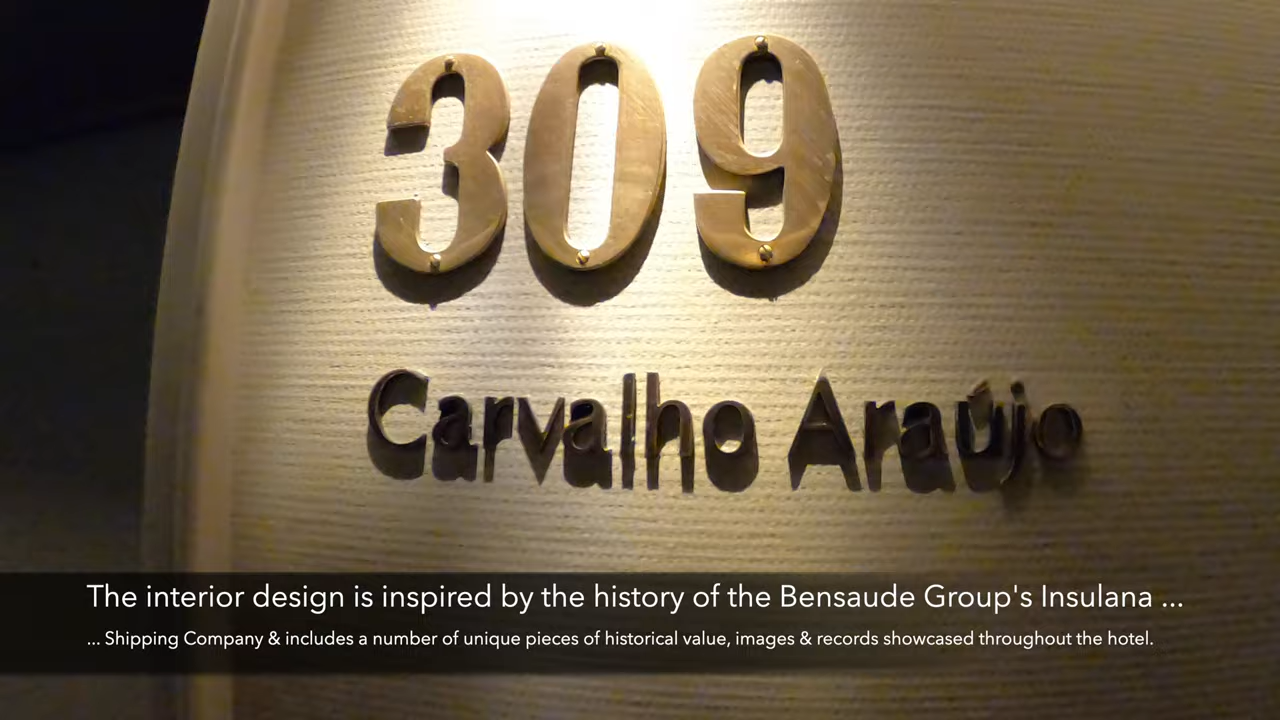 309
Carvalho Araújo
The interior design is inspired by the history of the Bensaude Group's Insulana ...
... Shipping Company & includes a number of unique pieces of historical value, images & records showcased throughout the hotel.